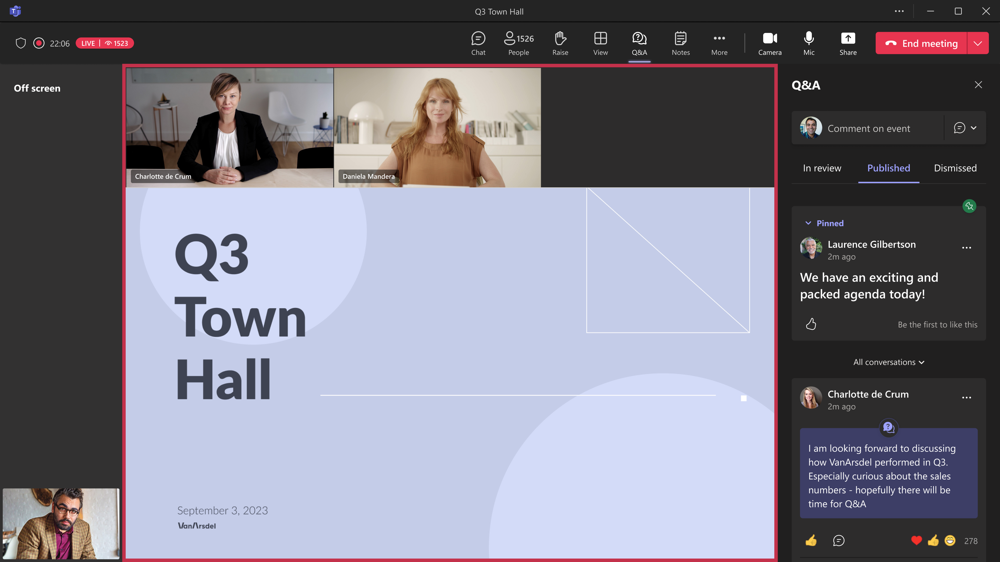 Q3 Town Hall
22:06
LIVE | 1523
Chat
1526
People
Raise
View
Q&A
Notes
More
Camera
Mic
Share
End meeting
Off screen
Charlotte de Crum
Daniela Mandera
Q3
Town
Hall
September 3, 2023
VanArsdel
Q&A
Comment on event
In review
Published
Dismissed
Pinned
Laurence Gilbertson
2m ago
We have an exciting and
packed agenda today!
Be the first to like this
All conversations
Charlotte de Crum
2m ago
I am looking forward to discussing
how VanArsdel performed in Q3.
Especially curious about the sales
numbers - hopefully there will be
time for Q&A
278